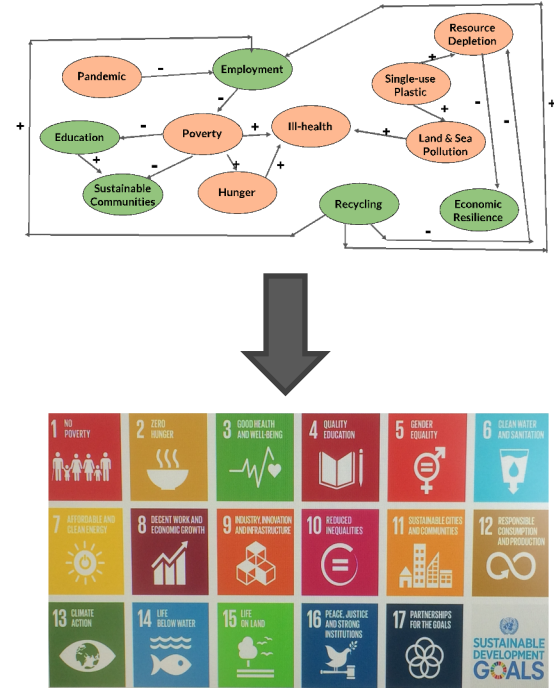 Resource
Depletion
Employment
Pandemic
-
+
Single-use
Plastic
-
+
-
-
+
+
Education
-
Poverty
+
Ill-health
+
Land & Sea
Pollution
+
-
+
+
Sustainable
Communities
Hunger
Recycling
Economic
Resilience
-
1 NO
POVERTY
2 ZERO
HUNGER
3 GOOD HEALTH
AND WELL-BEING
4 QUALITY
EDUCATION
5 GENDER
EQUALITY
6 CLEAN WATER
AND SANITATION
7 AFFORDABLE AND
CLEAN ENERGY
8 DECENT WORK AND
ECONOMIC GROWTH
9 INDUSTRY, INNOVATION
AND INFRASTRUCTURE
10 REDUCED
INEQUALITIES
11 SUSTAINABLE CITIES
AND COMMUNITIES
12 RESPONSIBLE
CONSUMPTION
AND PRODUCTION
13 CLIMATE
ACTION
14 LIFE
BELOW WATER
15 LIFE
ON LAND
16 PEACE, JUSTICE
AND STRONG
INSTITUTIONS
17 PARTNERSHIPS
FOR THE GOALS
SUSTAINABLE
DEVELOPMENT
GOALS